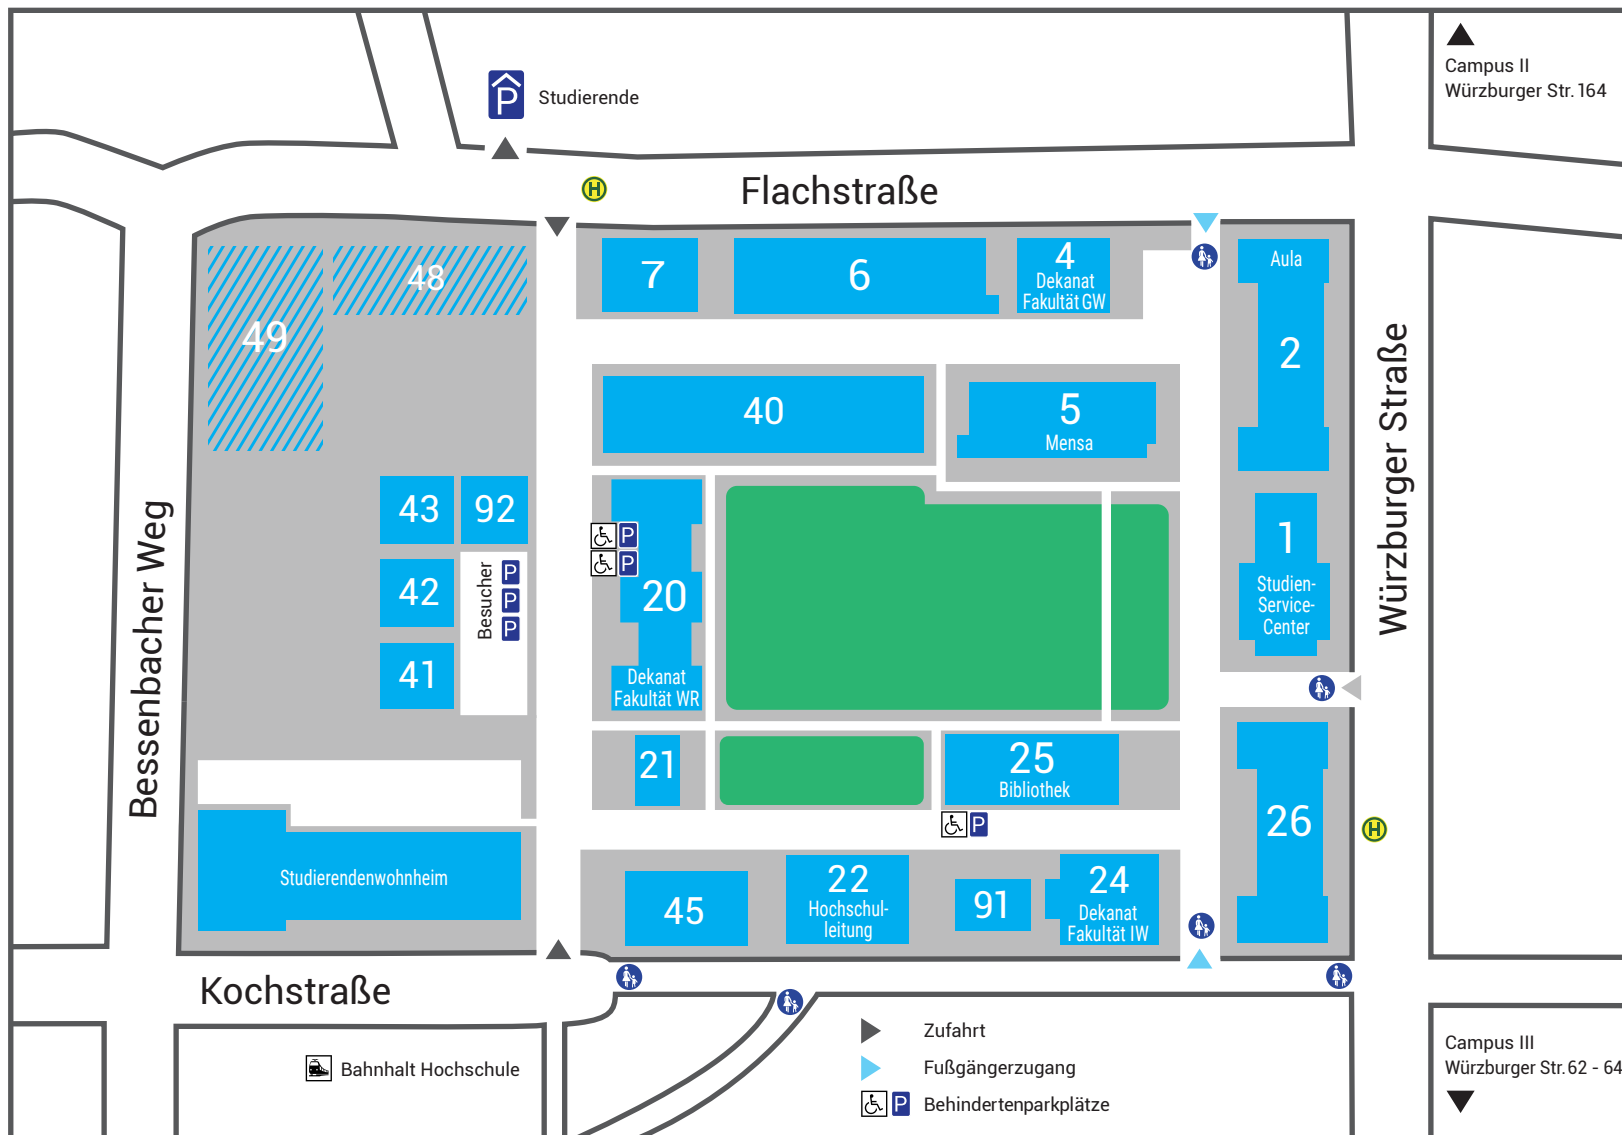 Campus II
Würzburger Str. 164
P
Studierende
H
Flachstraße
7
6
4
Dekanat
Fakultät GW
Aula
2
48
49
40
5
Mensa
43
92
42
41
Besucher
P
P
P
P
P
20
Dekanat
Fakultät WR
1
Studien-
Service-
Center
Würzburger Straße
Bessenbacher Weg
21
25
Bibliothek
P
26
H
Studierendenwohnheim
45
22
Hochschul-
leitung
91
24
Dekanat
Fakultät IW
Kochstraße
Bahnhalt Hochschule
Zufahrt
Fußgängerzugang
P
Behindertenparkplätze
Campus III
Würzburger Str. 62 - 64